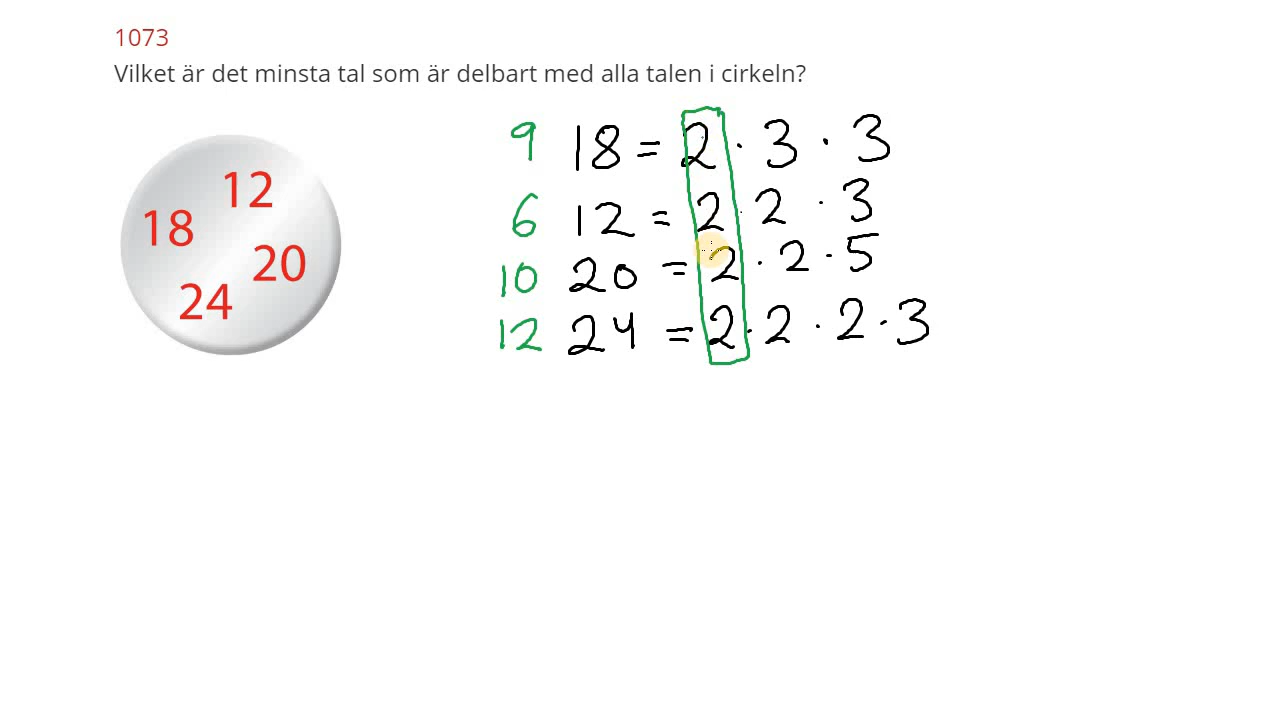 1073
Vilket är det minsta tal som är delbart med alla talen i cirkeln?
12
18
20
24
9 18 = 2 · 3 · 3
6 12 = 2 · 2 · 3
10 20 = 2 · 2 · 5
12 24 = 2 · 2 · 2 · 3